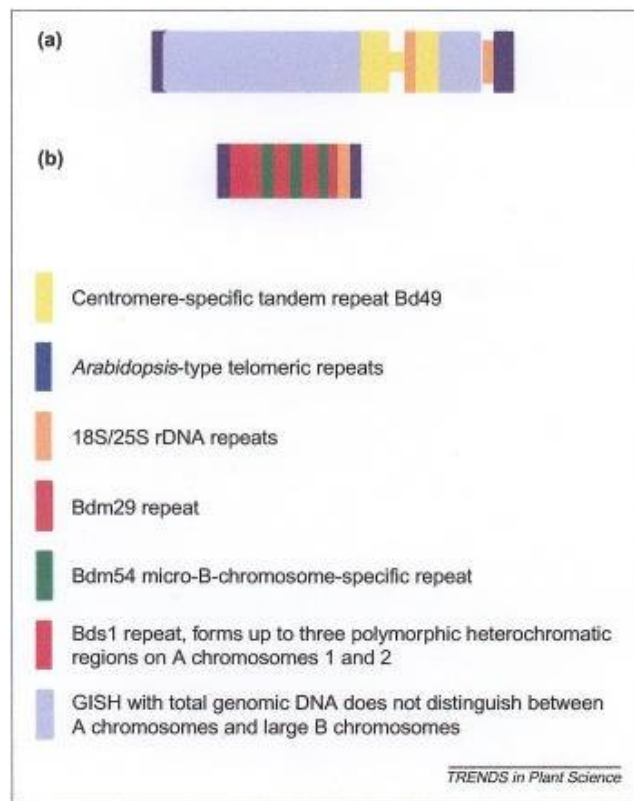 (a)
(b)
Centromere-specific tandem repeat Bd49
Arabidopsis-type telomeric repeats
18S/25S rDNA repeats
Bdm29 repeat
Bdm54 micro-B-chromosome-specific repeat
Bds1 repeat, forms up to three polymorphic heterochromatic
regions on A chromosomes 1 and 2
GISH with total genomic DNA does not distinguish between
A chromosomes and large B chromosomes
TRENDS in Plant Science